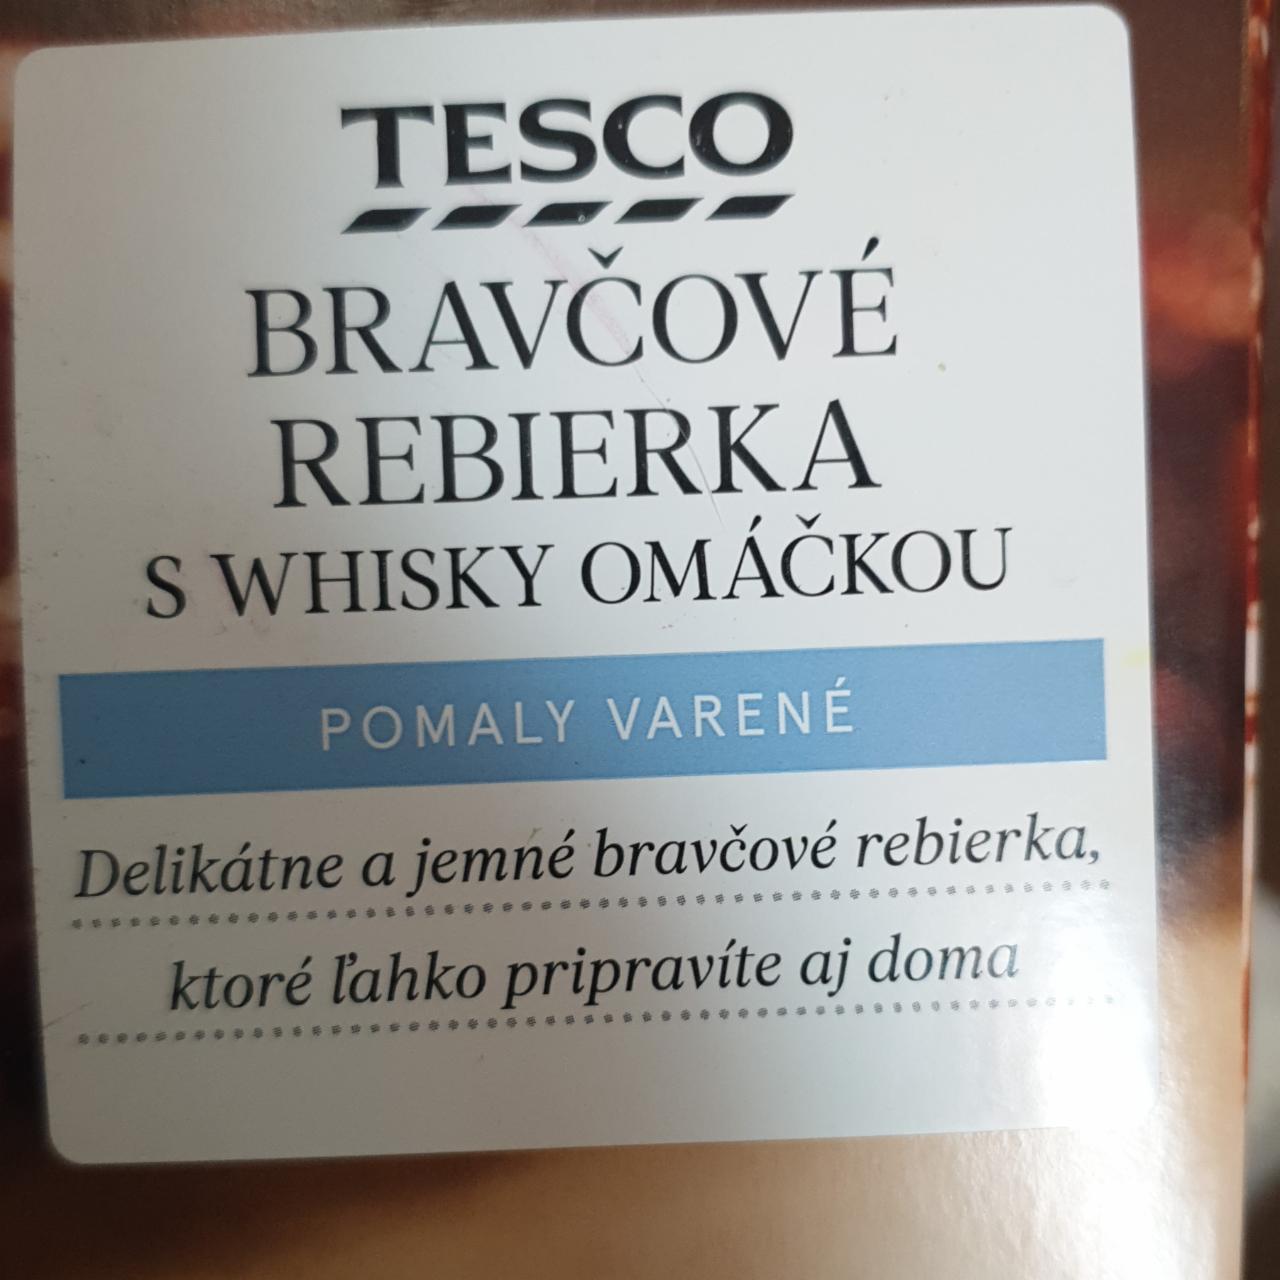 TESCO
BRAVČOVÉ
REBIERKA
S WHISKY OMÁČKOU
POMALY VARENÉ
Delikátne a jemné bravčové rebierka,
ktoré ľahko pripravíte aj doma